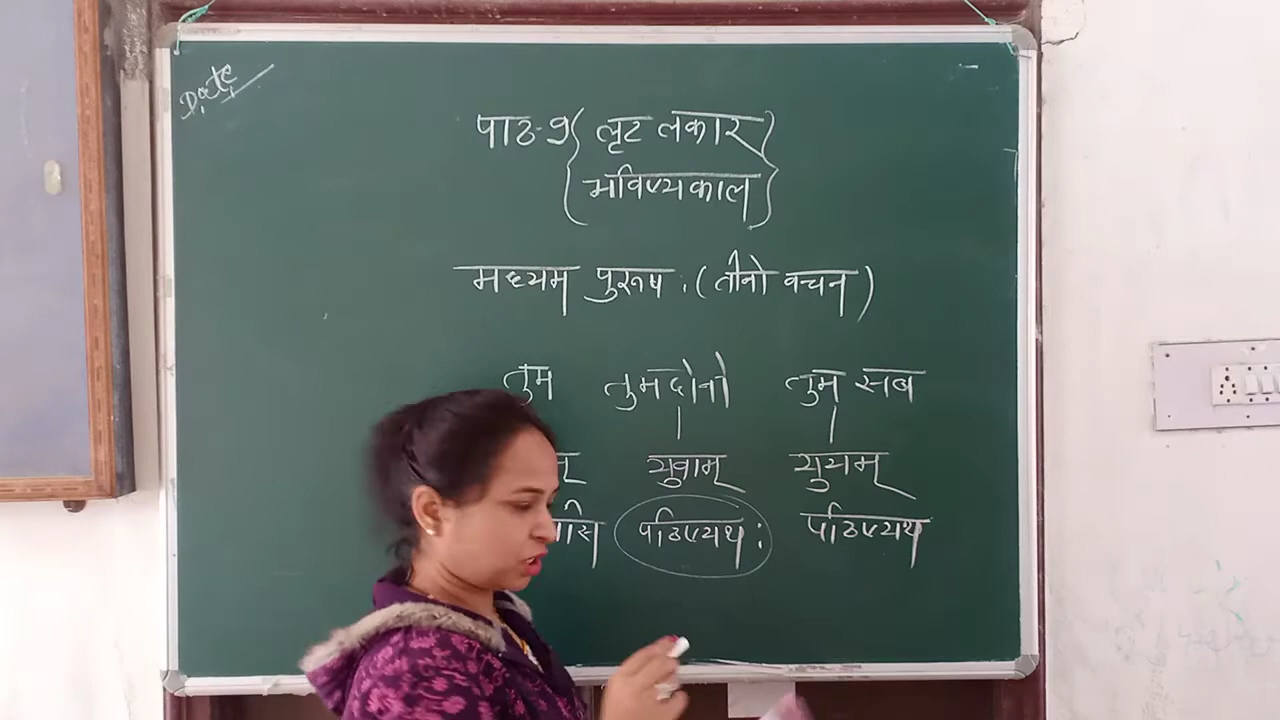 Date
पाठ-9 { लृट लकार }
{ भविष्यकाल }
मध्यम पुरूष : (तीनो वचन)
तुम तुम दोनो तुम सब
युवाम् युयम्
पठिष्यथ: पठिष्यथ